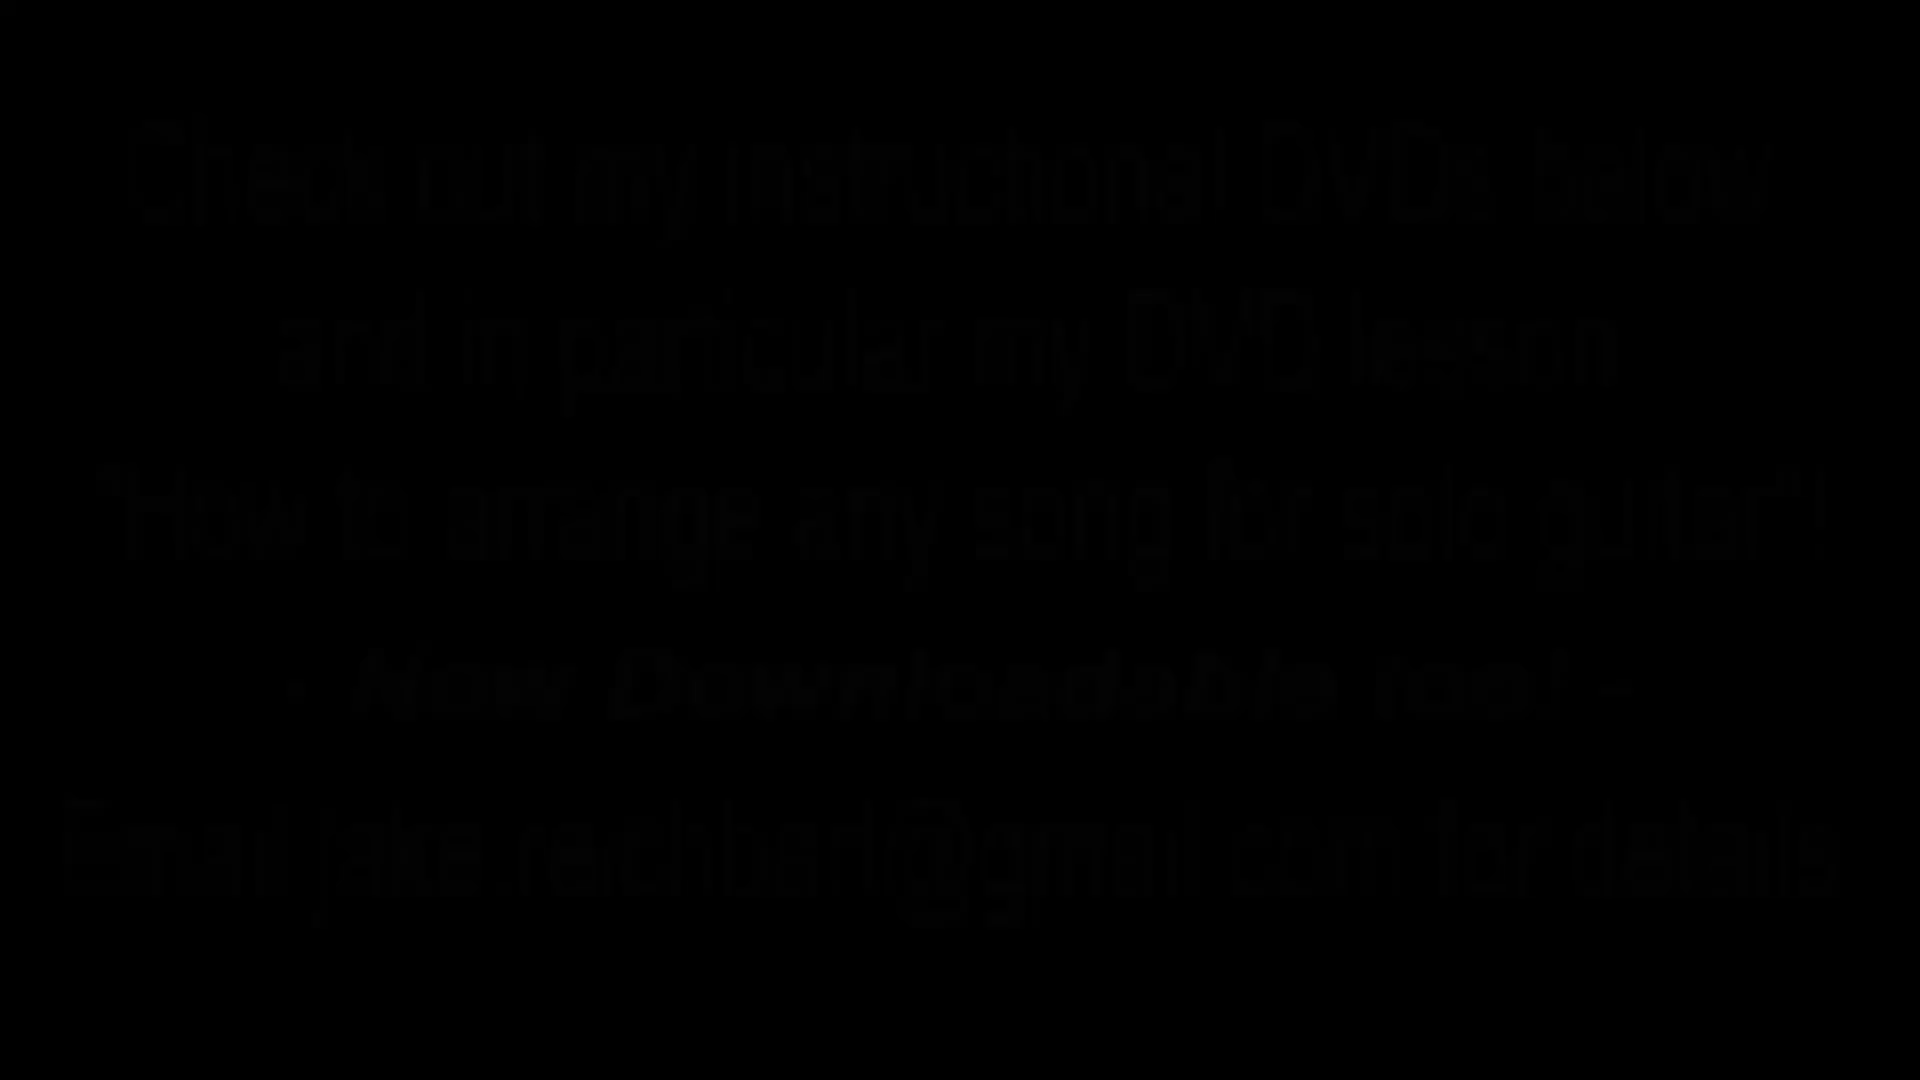 Check out my instructional DVDs below
and in particular my DVD lesson
"How to arrange any song for solo guitar"!
- Now Downloadable too! -
Email jake.reichbart@gmail.com for details